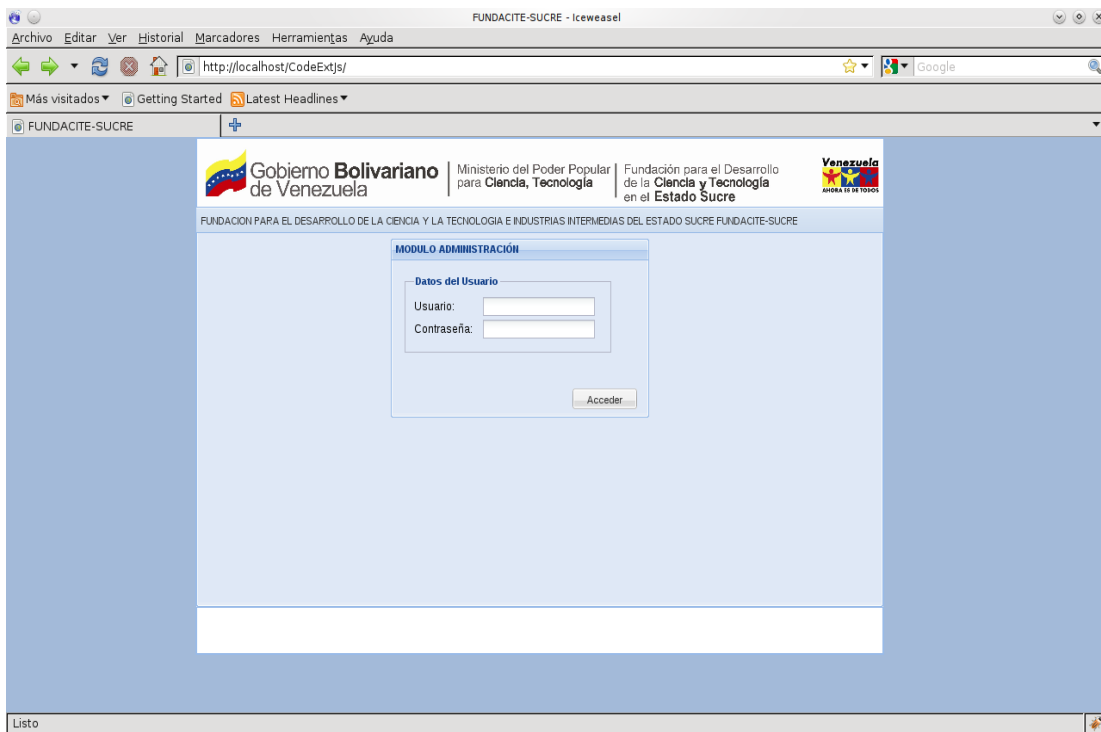 FUNDACITE-SUCRE - Iceweasel
Archivo Editar Ver Historial Marcadores Herramientas Ayuda
http://localhost/CodeExtJs/ Google
Más visitados Getting Started Latest Headlines
FUNDACITE-SUCRE
Gobierno Bolivariano
de Venezuela
Ministerio del Poder Popular
para Ciencia, Tecnología
Fundación para el Desarrollo
de la Ciencia y Tecnología
en el Estado Sucre
Venezuela
AHORA ES DE TODOS
FUNDACION PARA EL DESARROLLO DE LA CIENCIA Y LA TECNOLOGIA E INDUSTRIAS INTERMEDIAS DEL ESTADO SUCRE FUNDACITE-SUCRE
MODULO ADMINISTRACIÓN
Datos del Usuario
Usuario:
Contraseña:
Acceder
Listo